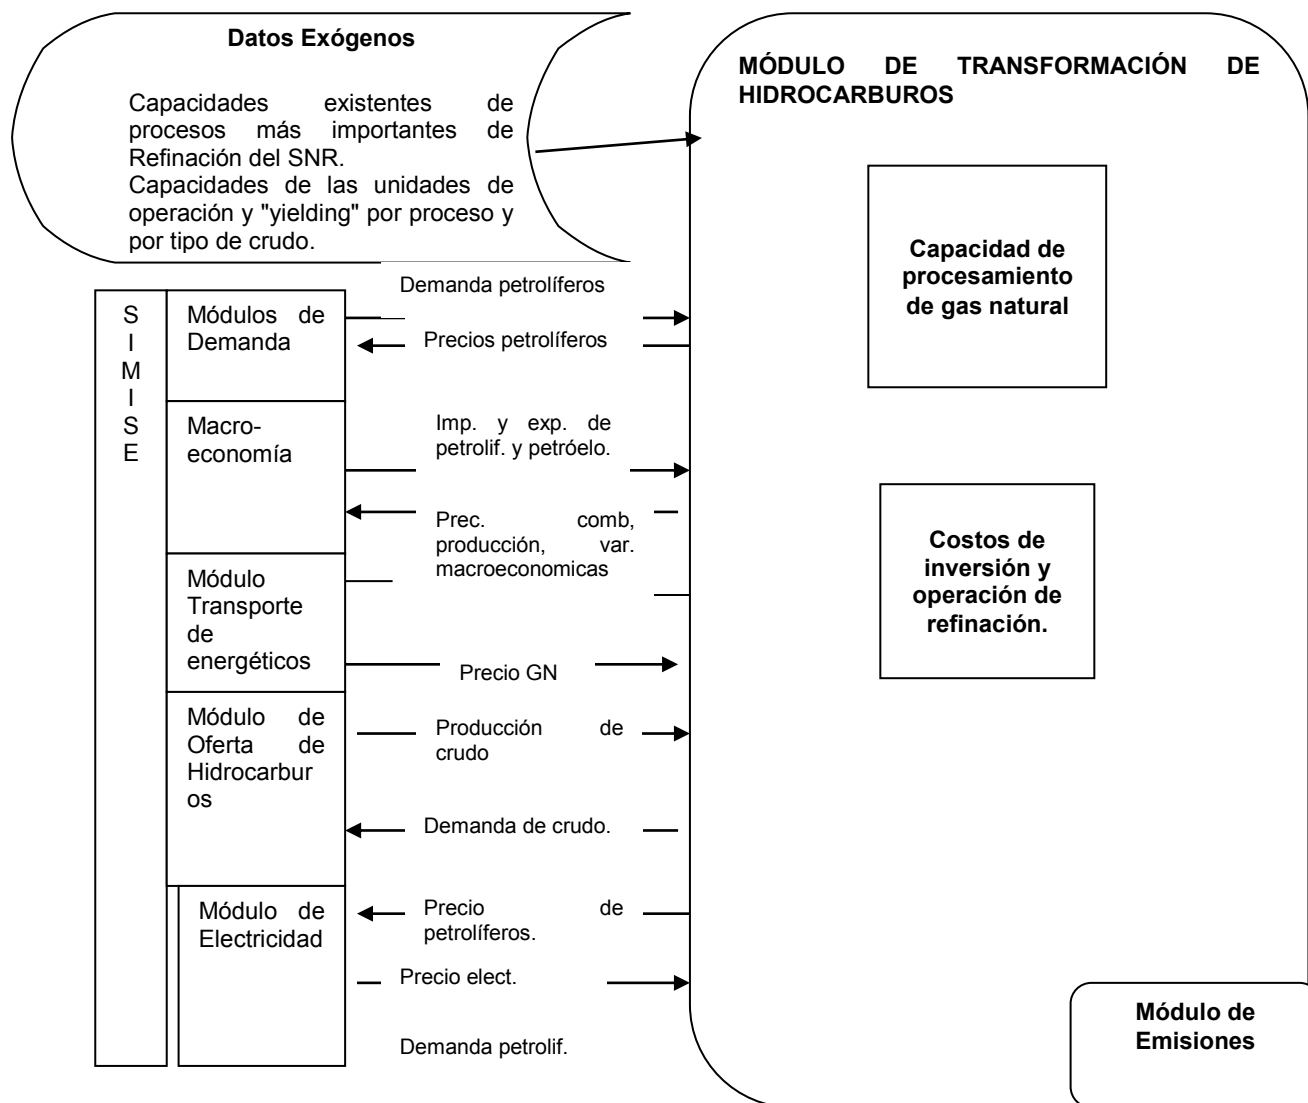 Datos Exógenos
Capacidades existentes de
procesos más importantes de
Refinación del SNR.
Capacidades de las unidades de
operación y "yielding" por proceso y
por tipo de crudo.
MÓDULO DE TRANSFORMACIÓN DE
HIDROCARBUROS
Capacidad de
procesamiento
de gas natural
Costos de
inversión y
operación de
refinación.
Módulo de
Emisiones
S
I
M
I
S
E
Módulos de
Demanda
Macro-
economía
Módulo
Transporte
de
energéticos
Módulo de
Oferta de
Hidrocarbur
os
Módulo de
Electricidad
Demanda petrolíferos
Precios petrolíferos
Imp. y exp. de
petrolif. y petróelo.
Prec. comb,
producción, var.
macroeconomicas
Precio GN
Producción de
crudo
Demanda de crudo.
Precio de
petrolíferos.
Precio elect.
Demanda petrolif.